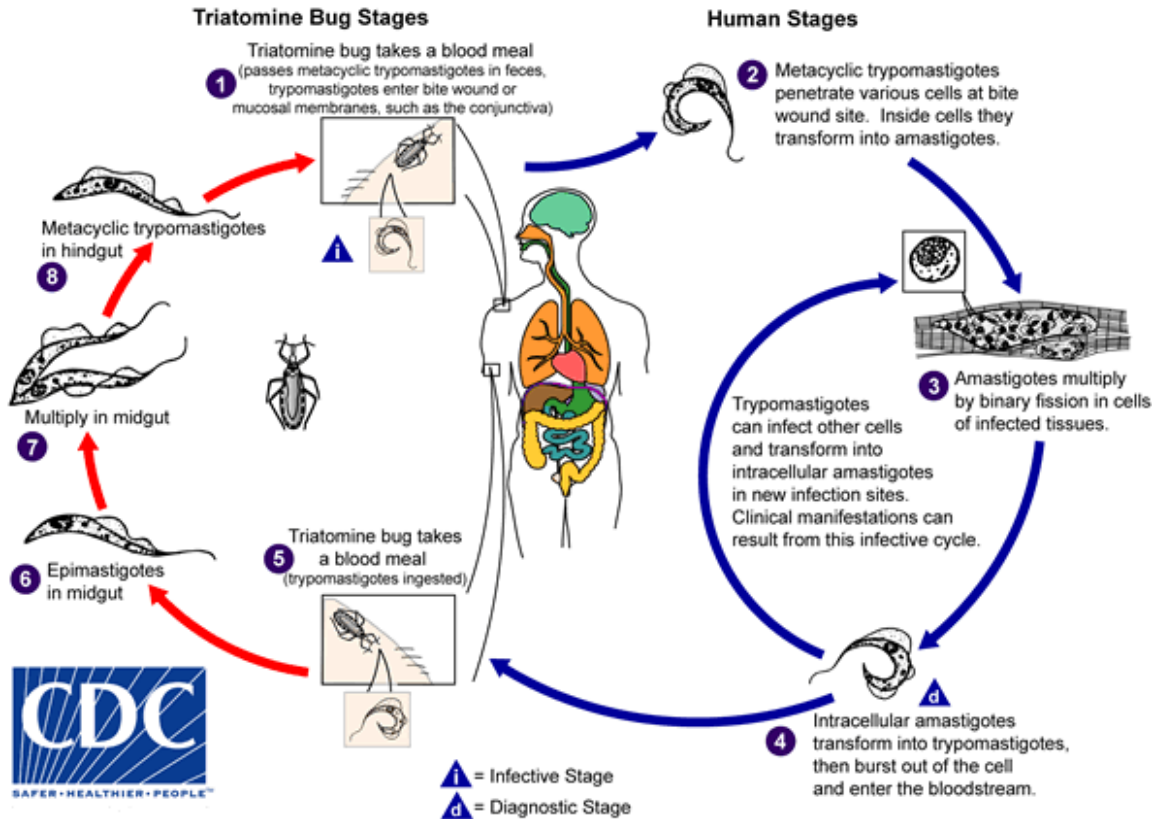 Triatomine Bug Stages
Human Stages
1
Triatomine bug takes a blood meal
(passes metacyclic trypomastigotes in feces,
trypomastigotes enter bite wound or
mucosal membranes, such as the conjunctiva)
i
2
Metacyclic trypomastigotes
penetrate various cells at bite
wound site. Inside cells they
transform into amastigotes.
3
Amastigotes multiply
by binary fission in cells
of infected tissues.
Trypomastigotes
can infect other cells
and transform into
intracellular amastigotes
in new infection sites.
Clinical manifestations can
result from this infective cycle.
d
4
Intracellular amastigotes
transform into trypomastigotes,
then burst out of the cell
and enter the bloodstream.
5
Triatomine bug takes
a blood meal
(trypomastigotes ingested)
6
Epimastigotes
in midgut
7
Multiply in midgut
8
Metacyclic trypomastigotes
in hindgut
i = Infective Stage
d = Diagnostic Stage
CDC
SAFER•HEALTHIER•PEOPLE™